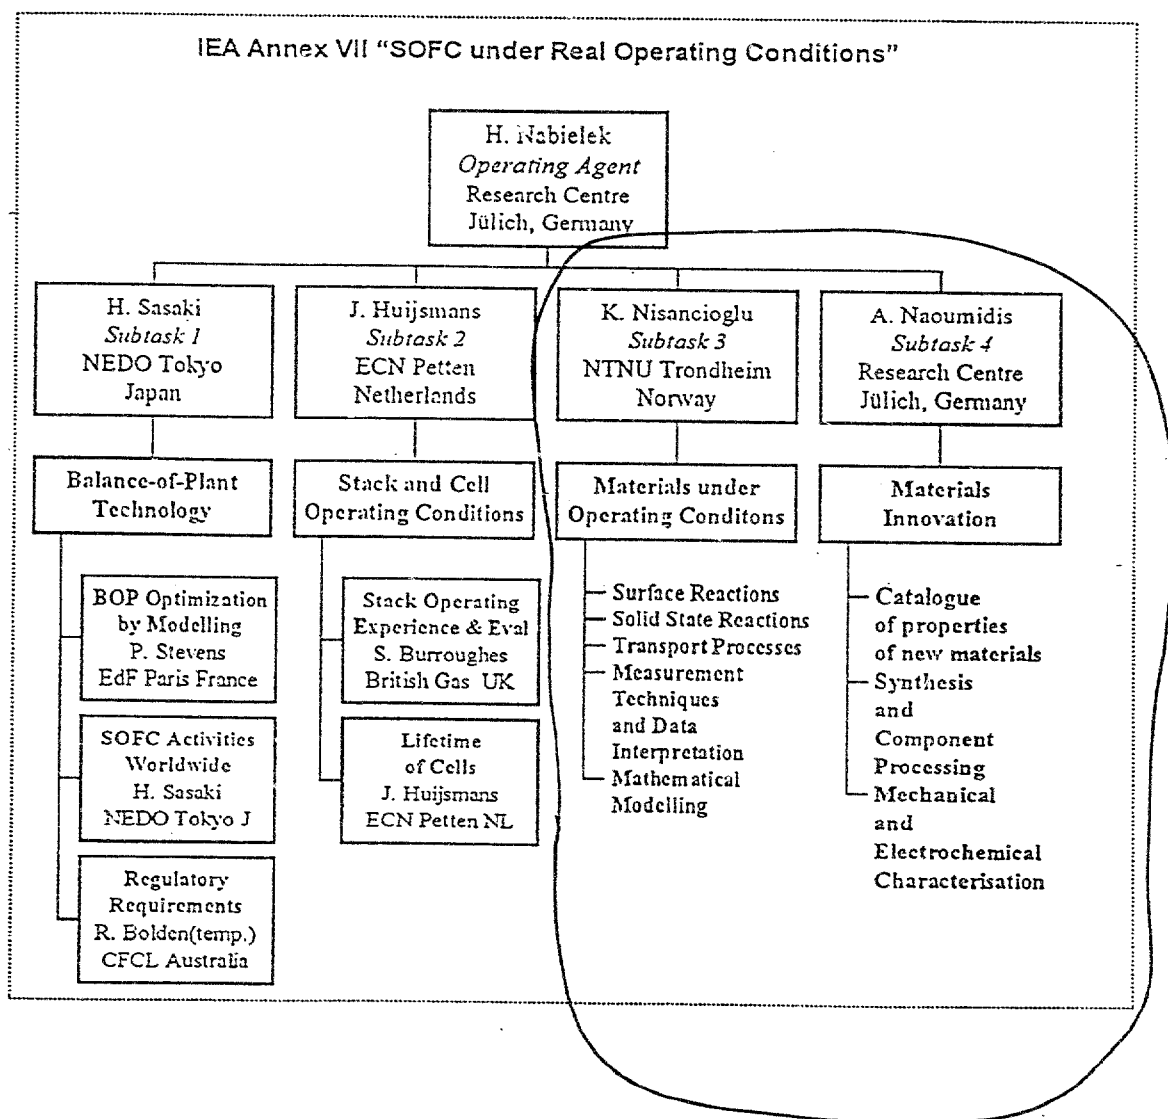 IEA Annex VII “SOFC under Real Operating Conditions”
H. Nabielek
Operating Agent
Research Centre
Jülich, Germany
H. Sasaki
Subtask 1
NEDO Tokyo
Japan
J. Huijsmans
Subtask 2
ECN Petten
Netherlands
K. Nisancioglu
Subtask 3
NTNU Trondheim
Norway
A. Naoumidis
Subtask 4
Research Centre
Jülich, Germany
Balance-of-Plant
Technology
Stack and Cell
Operating Conditions
Materials under
Operating Conditons
Materials
Innovation
BOP Optimization
by Modelling
P. Stevens
EdF Paris France
SOFC Activities
Worldwide
H. Sasaki
NEDO Tokyo J
Regulatory
Requirements
R. Bolden(temp.)
CFCL Australia
Stack Operating
Experience & Eval
S. Burroughes
British Gas UK
Lifetime
of Cells
J. Huijsmans
ECN Petten NL
Surface Reactions
Solid State Reactions
Transport Processes
Measurement
Techniques
and Data
Interpretation
Mathematical
Modelling
Catalogue
of properties
of new materials
Synthesis
and
Component
Processing
Mechanical
and
Electrochemical
Characterisation